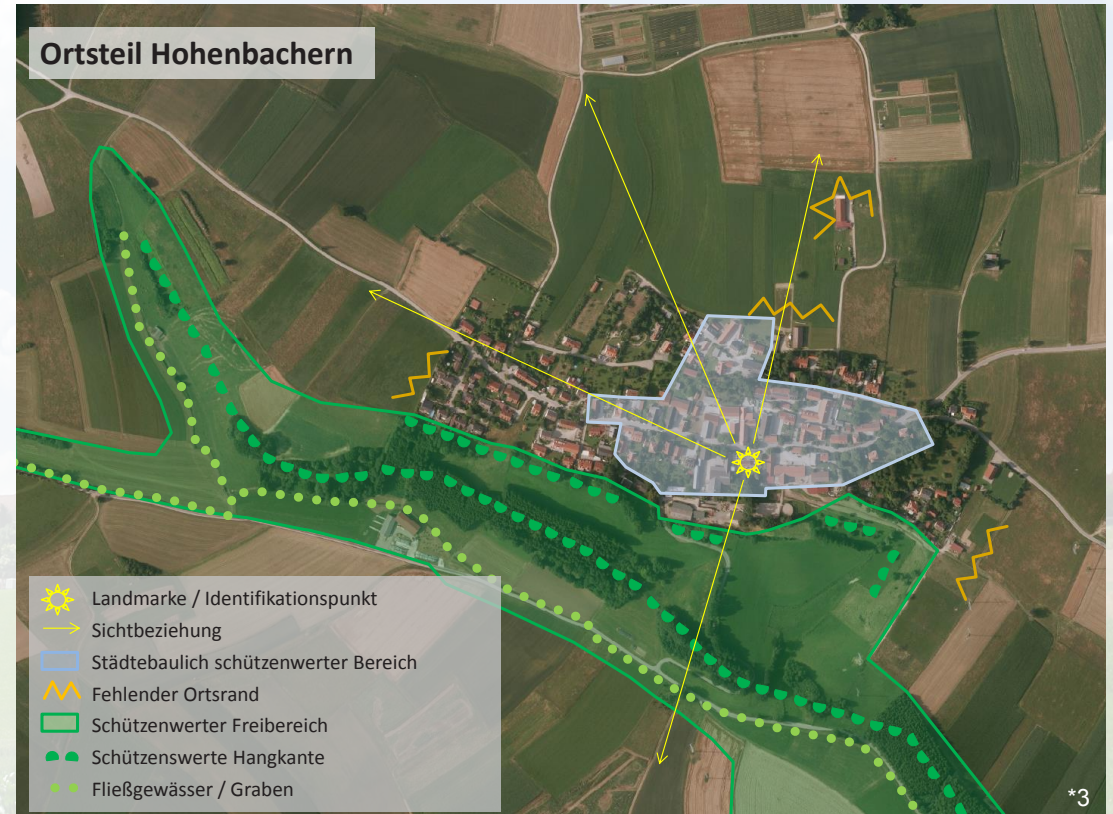 Ortsteil Hohenbachern
Landmarke / Identifikationspunkt
Sichtbeziehung
Städtebaulich schützenwerter Bereich
Fehlender Ortsrand
Schützenwerter Freibereich
Schützenswerte Hangkante
Fließgewässer / Graben
*3